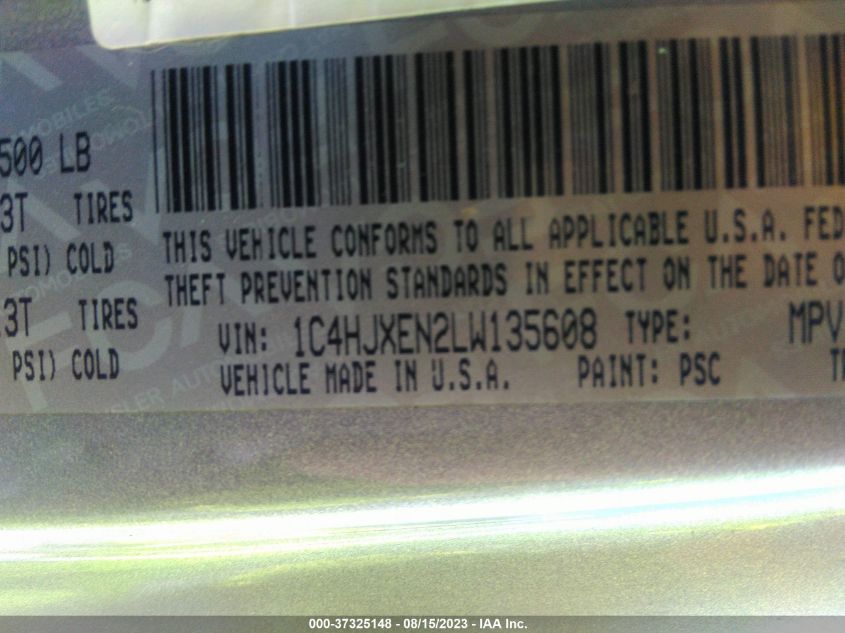 500 LB
3T TIRES
PSI) COLD
.3T TIRES
PSI) COLD
THIS VEHICLE CONFORMS TO ALL APPLICABLE U.S.A. FED
THEFT PREVENTION STANDARDS IN EFFECT ON THE DATE O
VIN: 1C4HJXEN2LW135608 TYPE: MPV
VEHICLE MADE IN U.S.A. PAINT: PSC
000-37325148 - 08/15/2023 - IAA Inc.